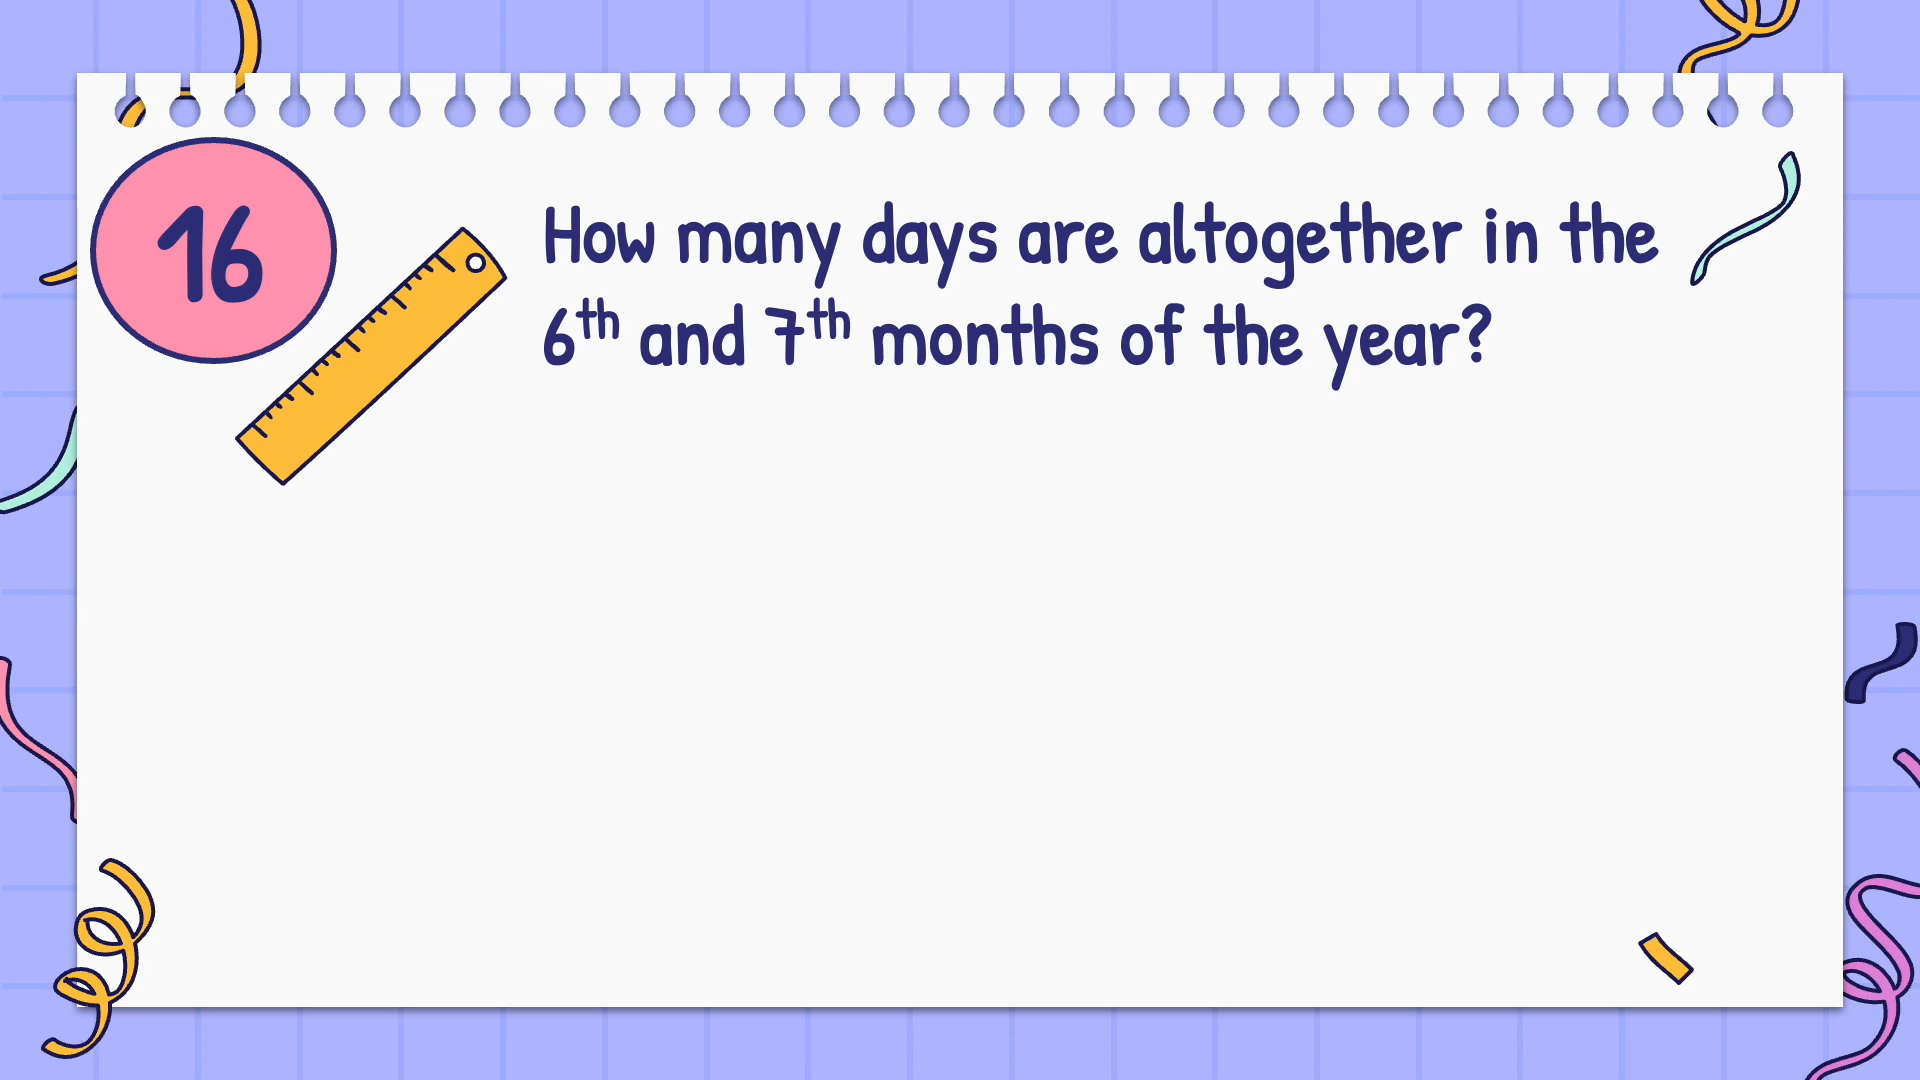 16
How many days are altogether in the
6th and 7th months of the year?